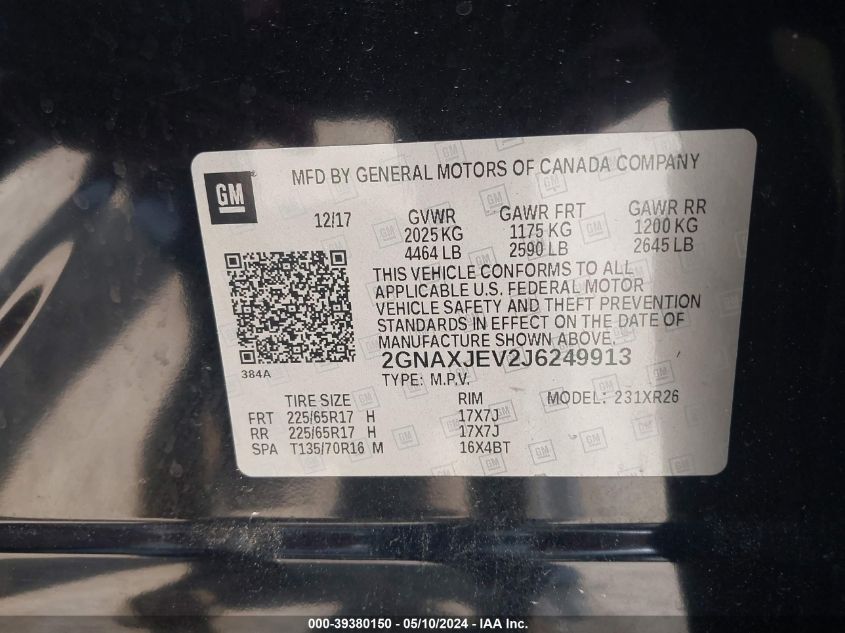 GM
MFD BY GENERAL MOTORS OF CANADA COMPANY
12/17 GVWR GAWR FRT GAWR RR
2025 KG 1175 KG 1200 KG
4464 LB 2590 LB 2645 LB
THIS VEHICLE CONFORMS TO ALL
APPLICABLE U.S. FEDERAL MOTOR
VEHICLE SAFETY AND THEFT PREVENTION
STANDARDS IN EFFECT ON THE DATE OF
MANUFACTURE SHOWN ABOVE.
2GNAXJEV2J6249913
384A TYPE: M.P.V.
TIRE SIZE RIM MODEL: 231XR26
FRT 225/65R17 H 17X7J
RR 225/65R17 H 17X7J
SPA T135/70R16 M 16X4BT
000-39380150 - 05/10/2024 - IAA Inc.